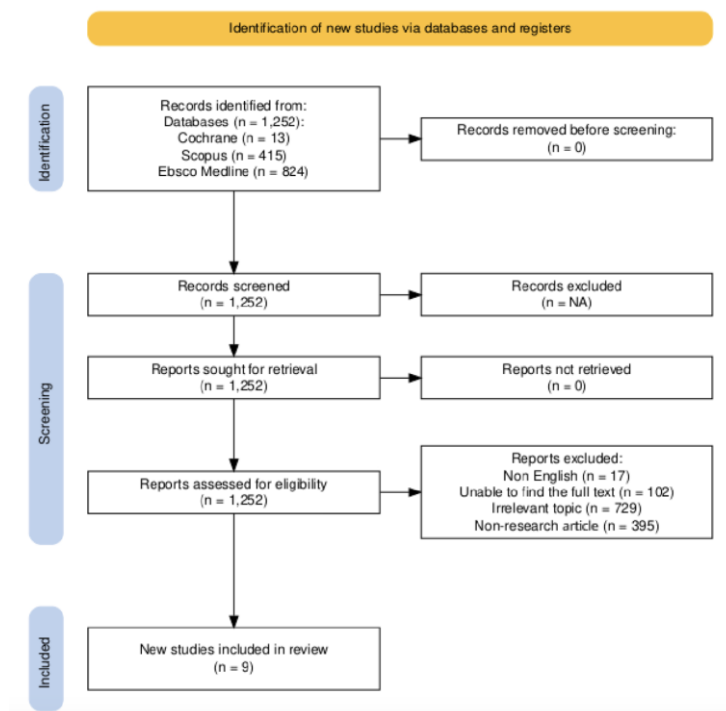 Identification of new studies via databases and registers
Identification
Records identified from:
Databases (n = 1,252):
Cochrane (n = 13)
Scopus (n = 415)
Ebsco Medline (n = 824)
Records removed before screening:
(n = 0)
Screening
Records screened
(n = 1,252)
Records excluded
(n = NA)
Reports sought for retrieval
(n = 1,252)
Reports not retrieved
(n = 0)
Reports assessed for eligibility
(n = 1,252)
Reports excluded:
Non English (n = 17)
Unable to find the full text (n = 102)
Irrelevant topic (n = 729)
Non-research article (n = 395)
Included
New studies included in review
(n = 9)